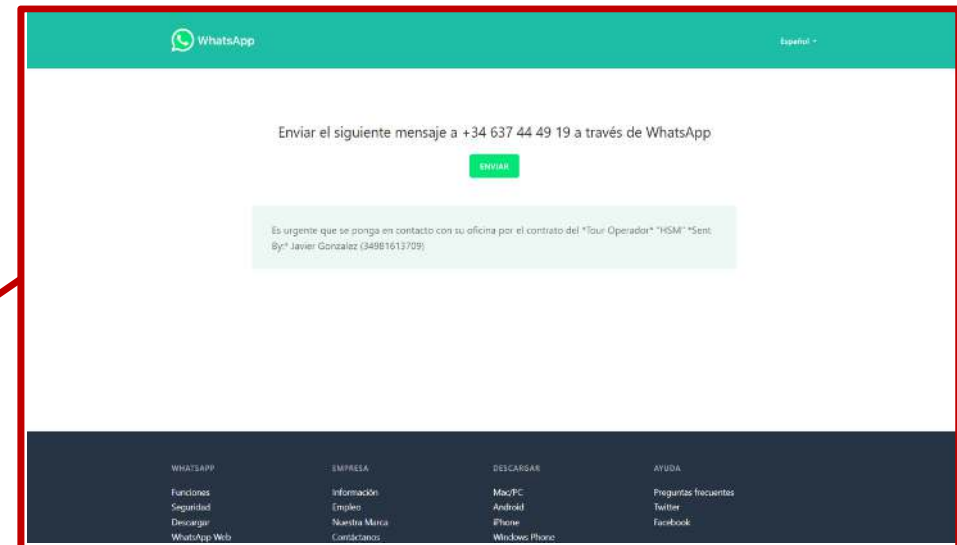 WhatsApp
Español
Enviar el siguiente mensaje a +34 637 44 49 19 a través de WhatsApp
ENVIAR
Es urgente que se ponga en contacto con su oficina por el contrato del *Tour Operador* "HSM" *Sent
By:* Javier Gonzalez (34981613709)
WHATSAPP
EMPRESA
DESCARGAR
AYUDA
Funciones
Información
Mac/PC
Preguntas frecuentes
Seguridad
Empleo
Android
Twitter
Descargar
Nuestra Marca
iPhone
Facebook
WhatsApp Web
Contáctanos
Windows Phone